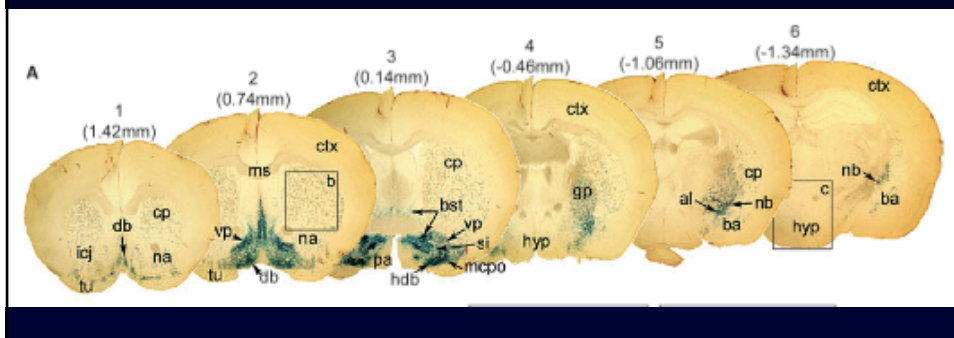 A
1
(1.42mm)
db
cp
icj
na
tu
2
(0.74mm)
ctx
ms
b
vp
na
tu
db
3
(0.14mm)
cp
bst
vp
si
pa
mcpo
hdb
4
(-0.46mm)
ctx
gp
hyp
5
(-1.06mm)
cp
al
nb
ba
6
(-1.34mm)
ctx
nb
c
ba
hyp